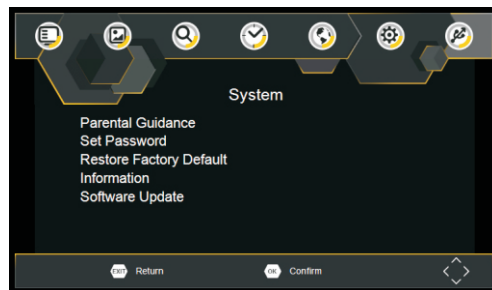 System
Parental Guidance
Set Password
Restore Factory Default
Information
Software Update
EXIT Return OK Confirm